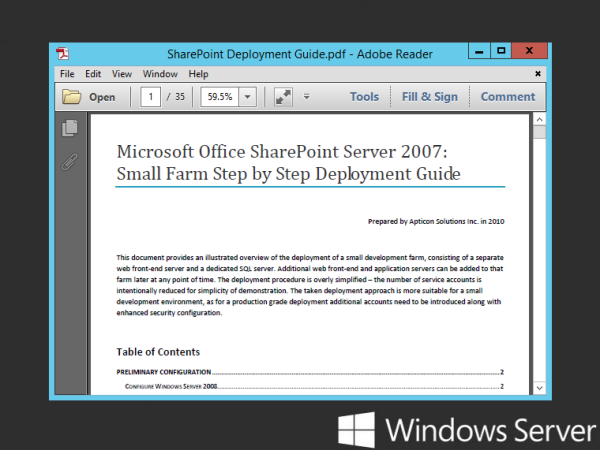 SharePoint Deployment Guide.pdf - Adobe Reader
File Edit View Window Help
Open 1 / 35 59.5% Tools Fill & Sign Comment
Microsoft Office SharePoint Server 2007:
Small Farm Step by Step Deployment Guide
Prepared by Apticon Solutions Inc. in 2010
This document provides an illustrated overview of the deployment of a small development farm, consisting of a separate
web front-end server and a dedicated SQL server. Additional web front-end and application servers can be added to that
farm later at any point of time. The deployment procedure is overly simplified – the number of service accounts is
intentionally reduced for simplicity of demonstration. The taken deployment approach is more suitable for a small
development environment, as for a production grade deployment additional accounts need to be introduced along with
enhanced security configuration.
Table of Contents
PRELIMINARY CONFIGURATION 2
CONFIGURE WINDOWS SERVER 2008 2
Windows Server